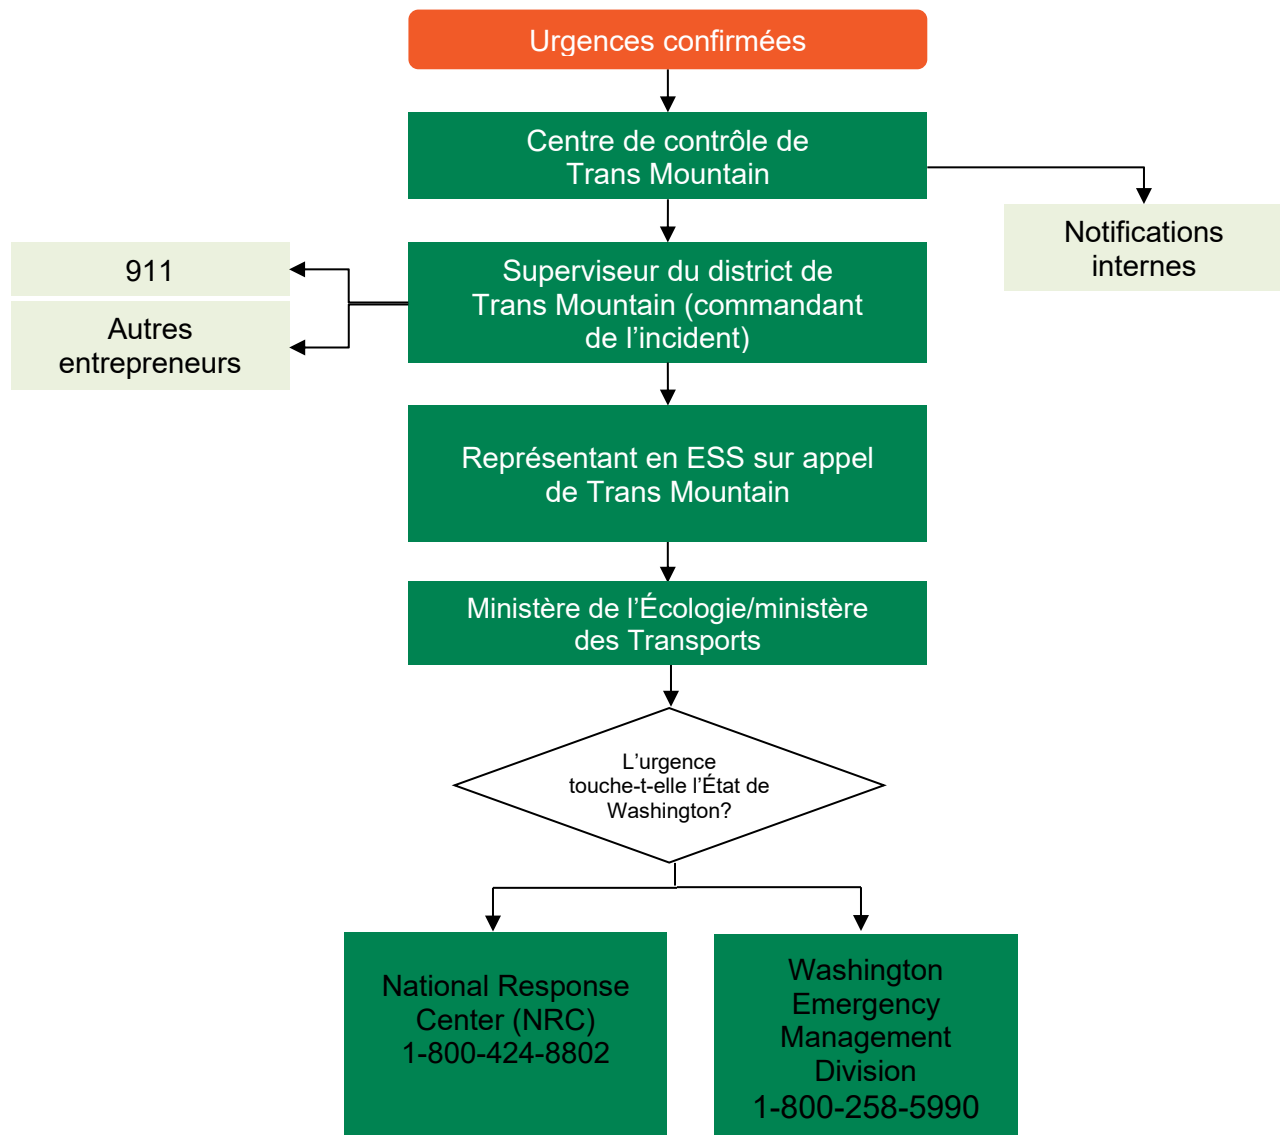 Urgences confirmées
Centre de contrôle de
Trans Mountain
Notifications
internes
911
Autres
entrepreneurs
Superviseur du district de
Trans Mountain (commandant
de l’incident)
Représentant en ESS sur appel
de Trans Mountain
Ministère de l’Écologie/ministère
des Transports
L’urgence
touche-t-elle l’État de
Washington?
National Response
Center (NRC)
1-800-424-8802
Washington
Emergency
Management
Division
1-800-258-5990